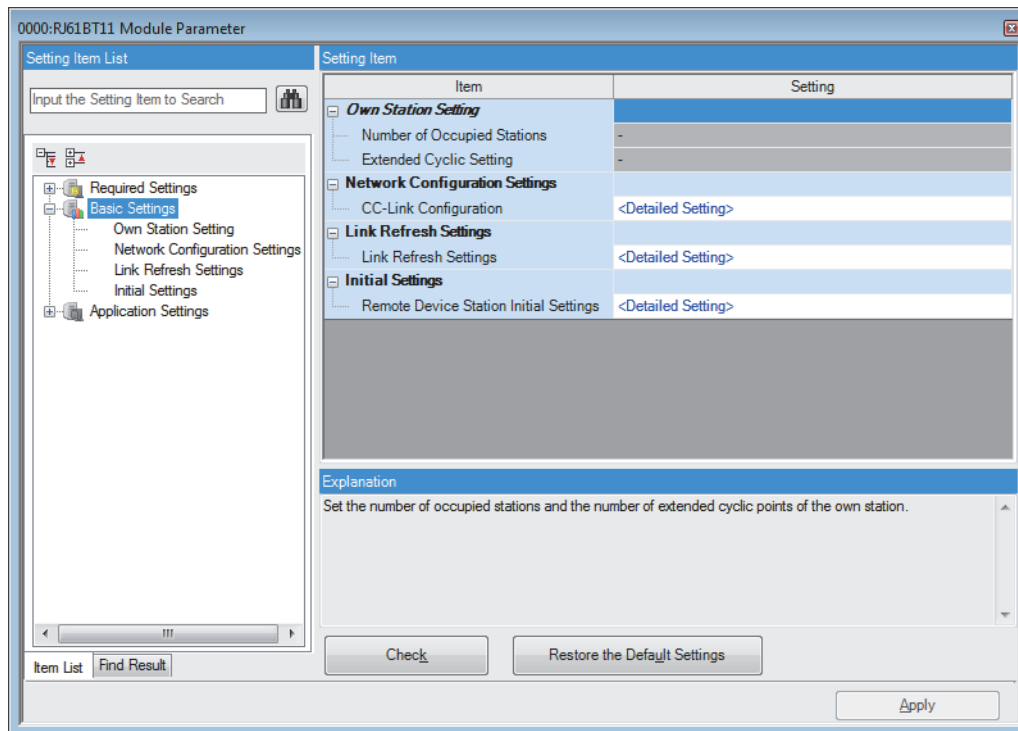 0000:RJ61BT11 Module Parameter
Setting Item List
Input the Setting Item to Search
Required Settings
Basic Settings
Own Station Setting
Network Configuration Settings
Link Refresh Settings
Initial Settings
Application Settings
Item List
Find Result
Setting Item
Item Setting
Own Station Setting
Number of Occupied Stations -
Extended Cyclic Setting -
Network Configuration Settings
CC-Link Configuration <Detailed Setting>
Link Refresh Settings
Link Refresh Settings <Detailed Setting>
Initial Settings
Remote Device Station Initial Settings <Detailed Setting>
Explanation
Set the number of occupied stations and the number of extended cyclic points of the own station.
Check Restore the Default Settings
Apply